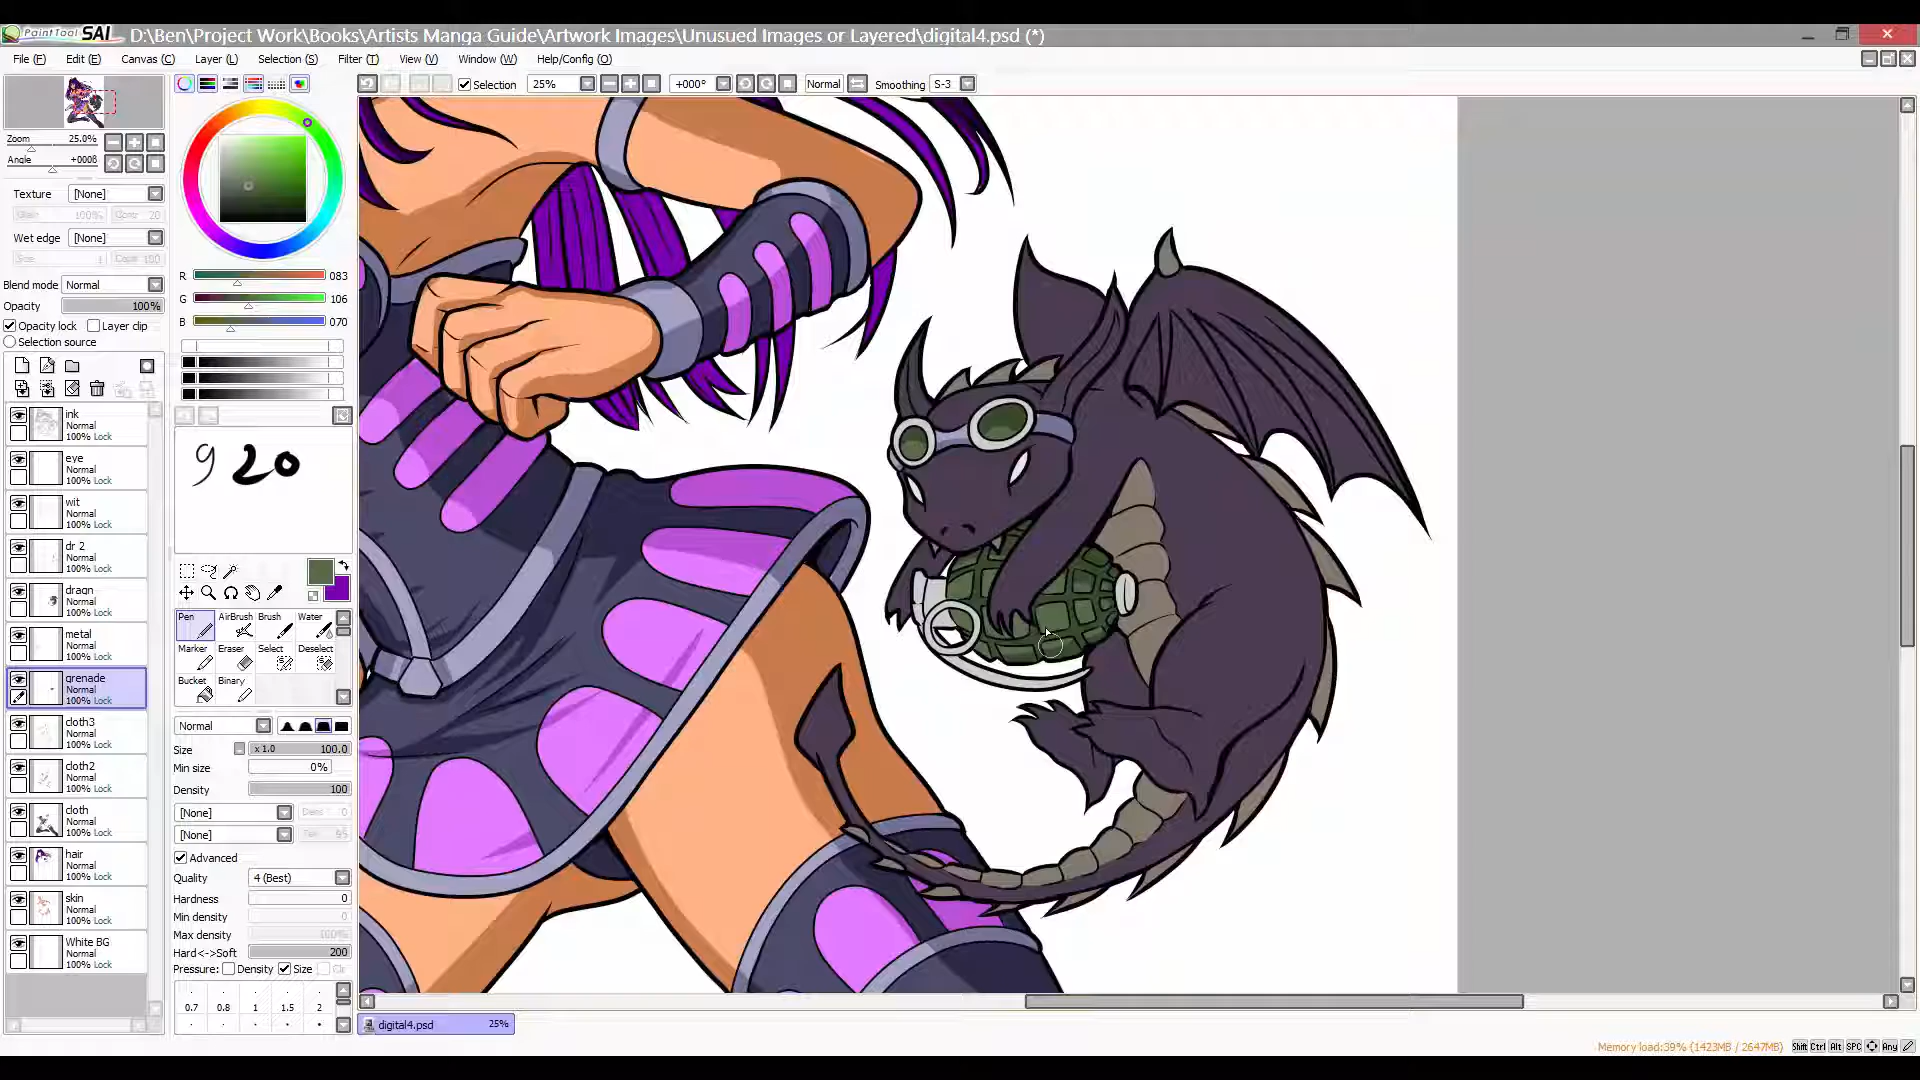 PaintTool SAI D:\Ben\Project Work\Books\Artists Manga Guide\Artwork Images\Unusued Images or Layered\digital4.psd (*)
File (F) Edit (E) Canvas (C) Layer (L) Selection (S) Filter (T) View (V) Window (W) Help/Config (O)
Selection 25% +000° Normal Smoothing S-3
Zoom 25.0%
Angle
Texture [None]
Wet edge [None]
Blend mode Normal
Opacity 100%
Opacity lock Layer clip
Selection source
R 083
G 106
B 070
9 20
ink
Normal
100% Lock
eye
Normal
100% Lock
wit
Normal
100% Lock
dr 2
Normal
100% Lock
dragn
Normal
100% Lock
metal
Normal
100% Lock
grenade
Normal
100% Lock
cloth3
Normal
100% Lock
cloth2
Normal
100% Lock
cloth
Normal
100% Lock
hair
Normal
100% Lock
skin
Normal
100% Lock
White BG
Normal
100% Lock
Pen AirBrush Brush Water
Marker Eraser Select Deselect
Bucket Binary
Normal
Size x 1.0 100.0
Min size 0%
Density 100
[None]
[None]
Advanced
Quality 4 (Best)
Hardness 0
Min density 0
Max density 100%
Hard<->Soft 200
Pressure: Density Size
0.7 0.8 1 1.5 2
digital4.psd 25%
Memory load:39% (1423MB / 2647MB) Shift Ctrl Alt SPC Any